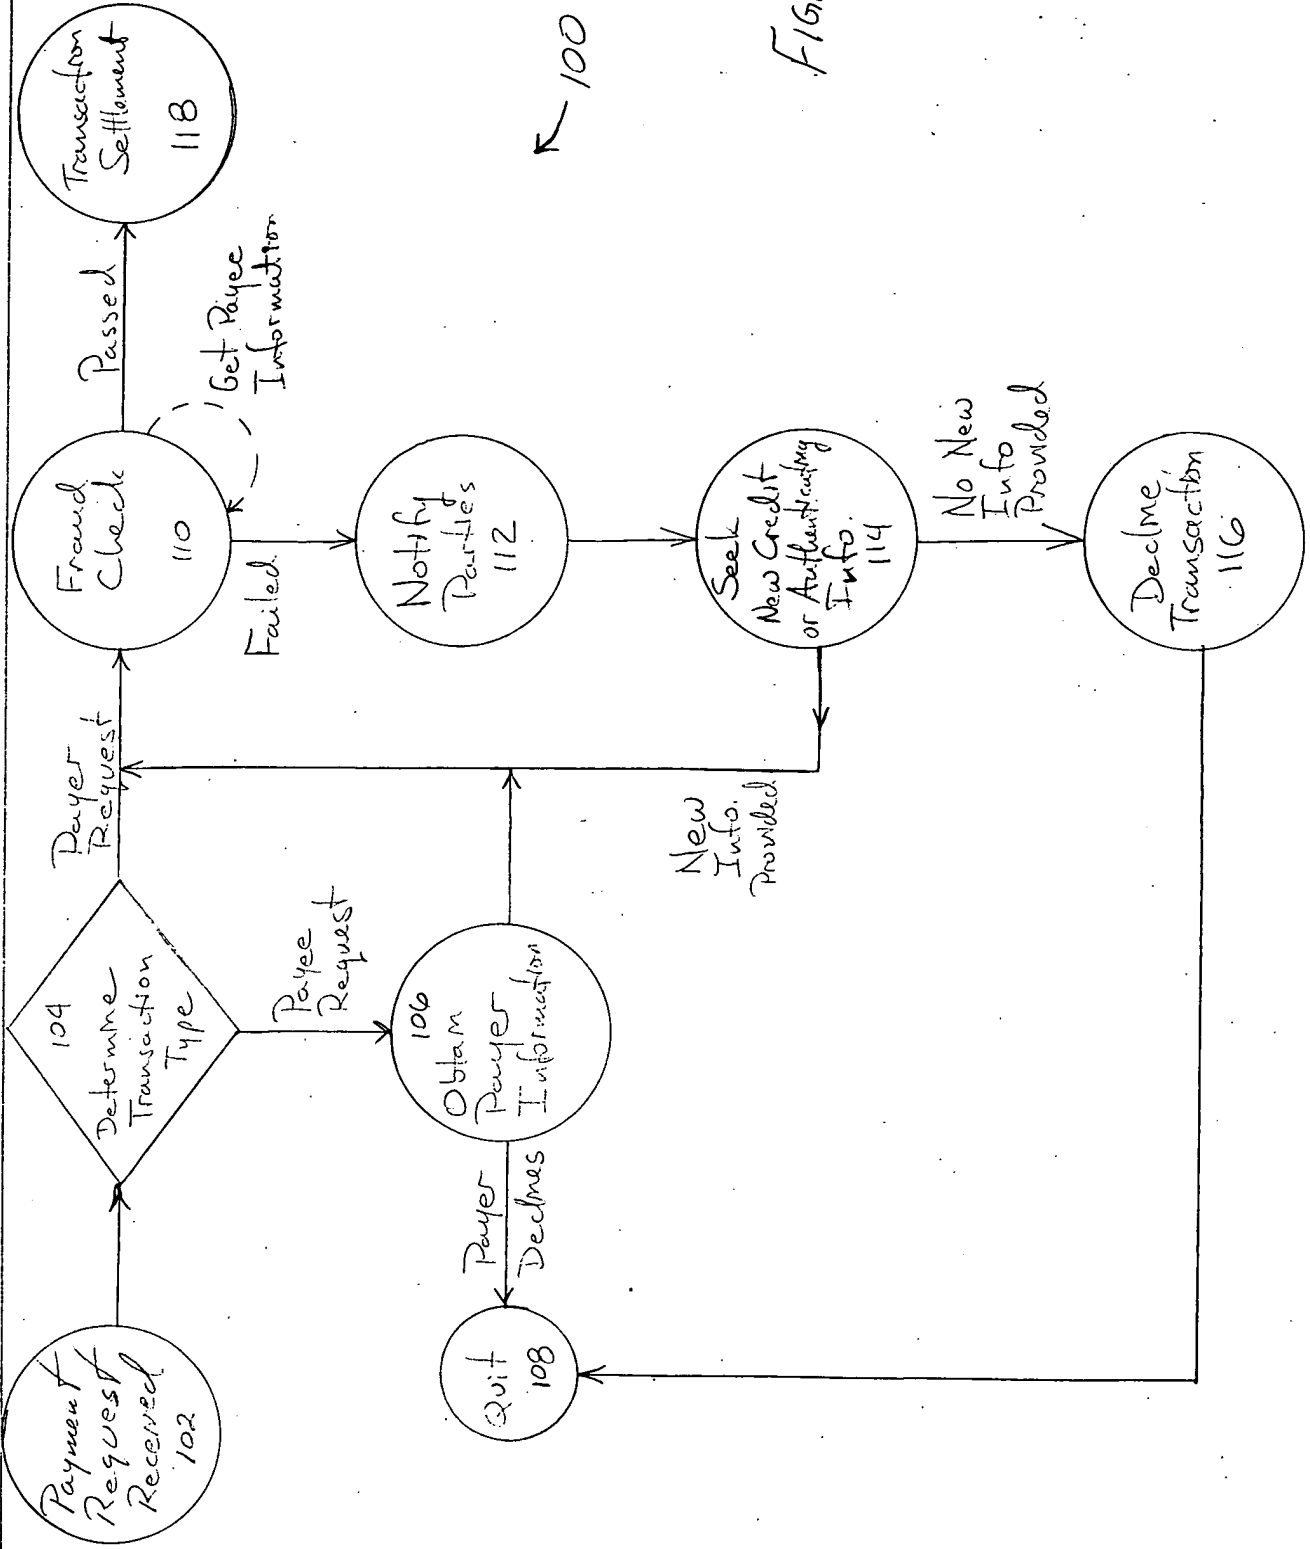 Payment
Request
Received
102
104
Determine
Transaction
Type
Payer
Request
Fraud
Check
110
Passed
Transaction
Settlement
118
Get Payee
Information
Failed
Payee
Request
106
Obtain
Payer
Information
Payer
Declines
Quit
108
Notify
Parties
112
Seek
New Credit
or Authenticating
Info.
114
New
Info.
Provided
No New
Info
Provided
Decline
Transaction
116
100
FIG.